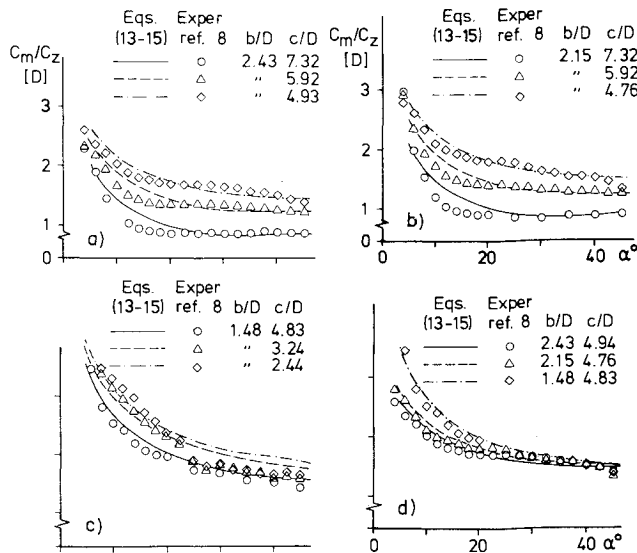 Eqs. Exper
(13-15) ref. 8 b/D c/D
Cm/Cz
[D]
2.43 7.32
" 5.92
" 4.93
3
2
1
0
a)
Eqs. Exper
(13-15) ref. 8 b/D c/D
Cm/Cz
[D]
2.15 7.32
" 5.92
" 4.76
3
2
1
0
b)
20 40 α°
Eqs. Exper
(13-15) ref. 8 b/D c/D
1.48 4.83
" 3.24
" 2.44
c)
Eqs. Exper
(13-15) ref. 8 b/D c/D
2.43 4.94
2.15 4.76
1.48 4.83
d)
0 20 40 α°